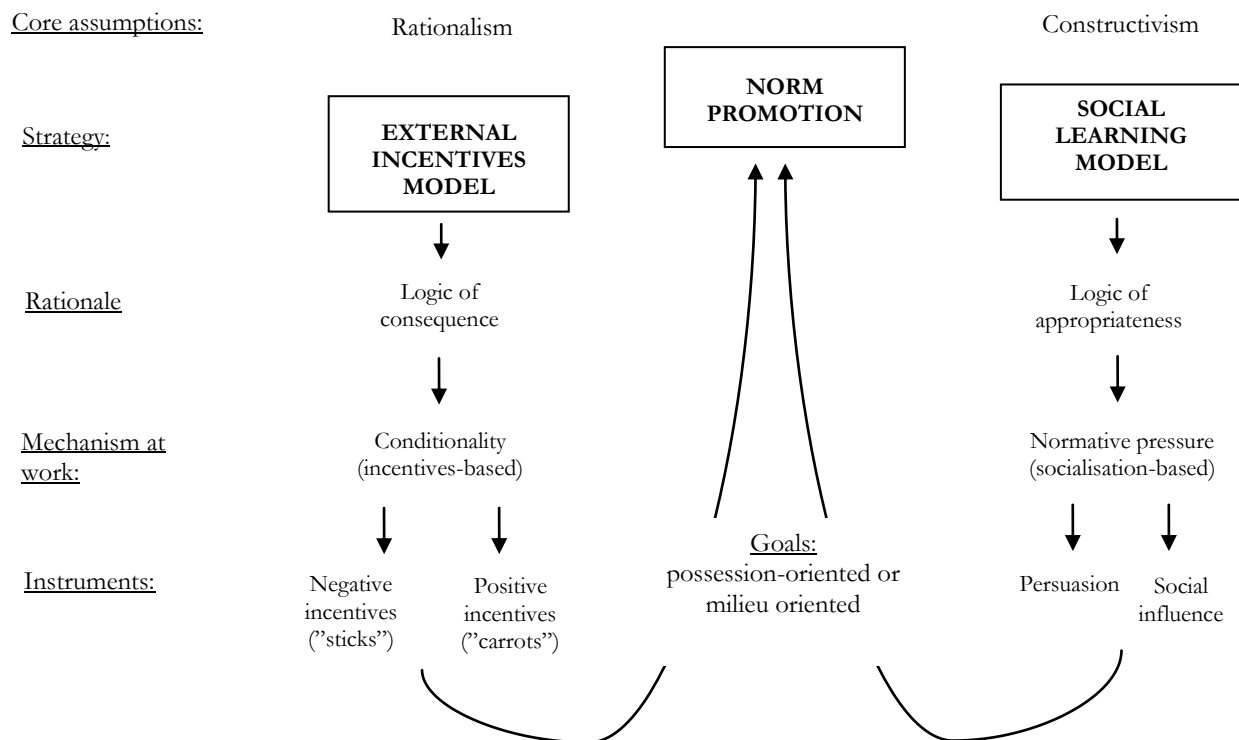 Core assumptions:
Rationalism
Constructivism
Strategy:
EXTERNAL
INCENTIVES
MODEL
NORM
PROMOTION
SOCIAL
LEARNING
MODEL
Rationale
Logic of
consequence
Logic of
appropriateness
Mechanism at
work:
Conditionality
(incentives-based)
Normative pressure
(socialisation-based)
Instruments:
Negative
incentives
(”sticks”)
Positive
incentives
(”carrots”)
Goals:
possession-oriented or
milieu oriented
Persuasion
Social
influence